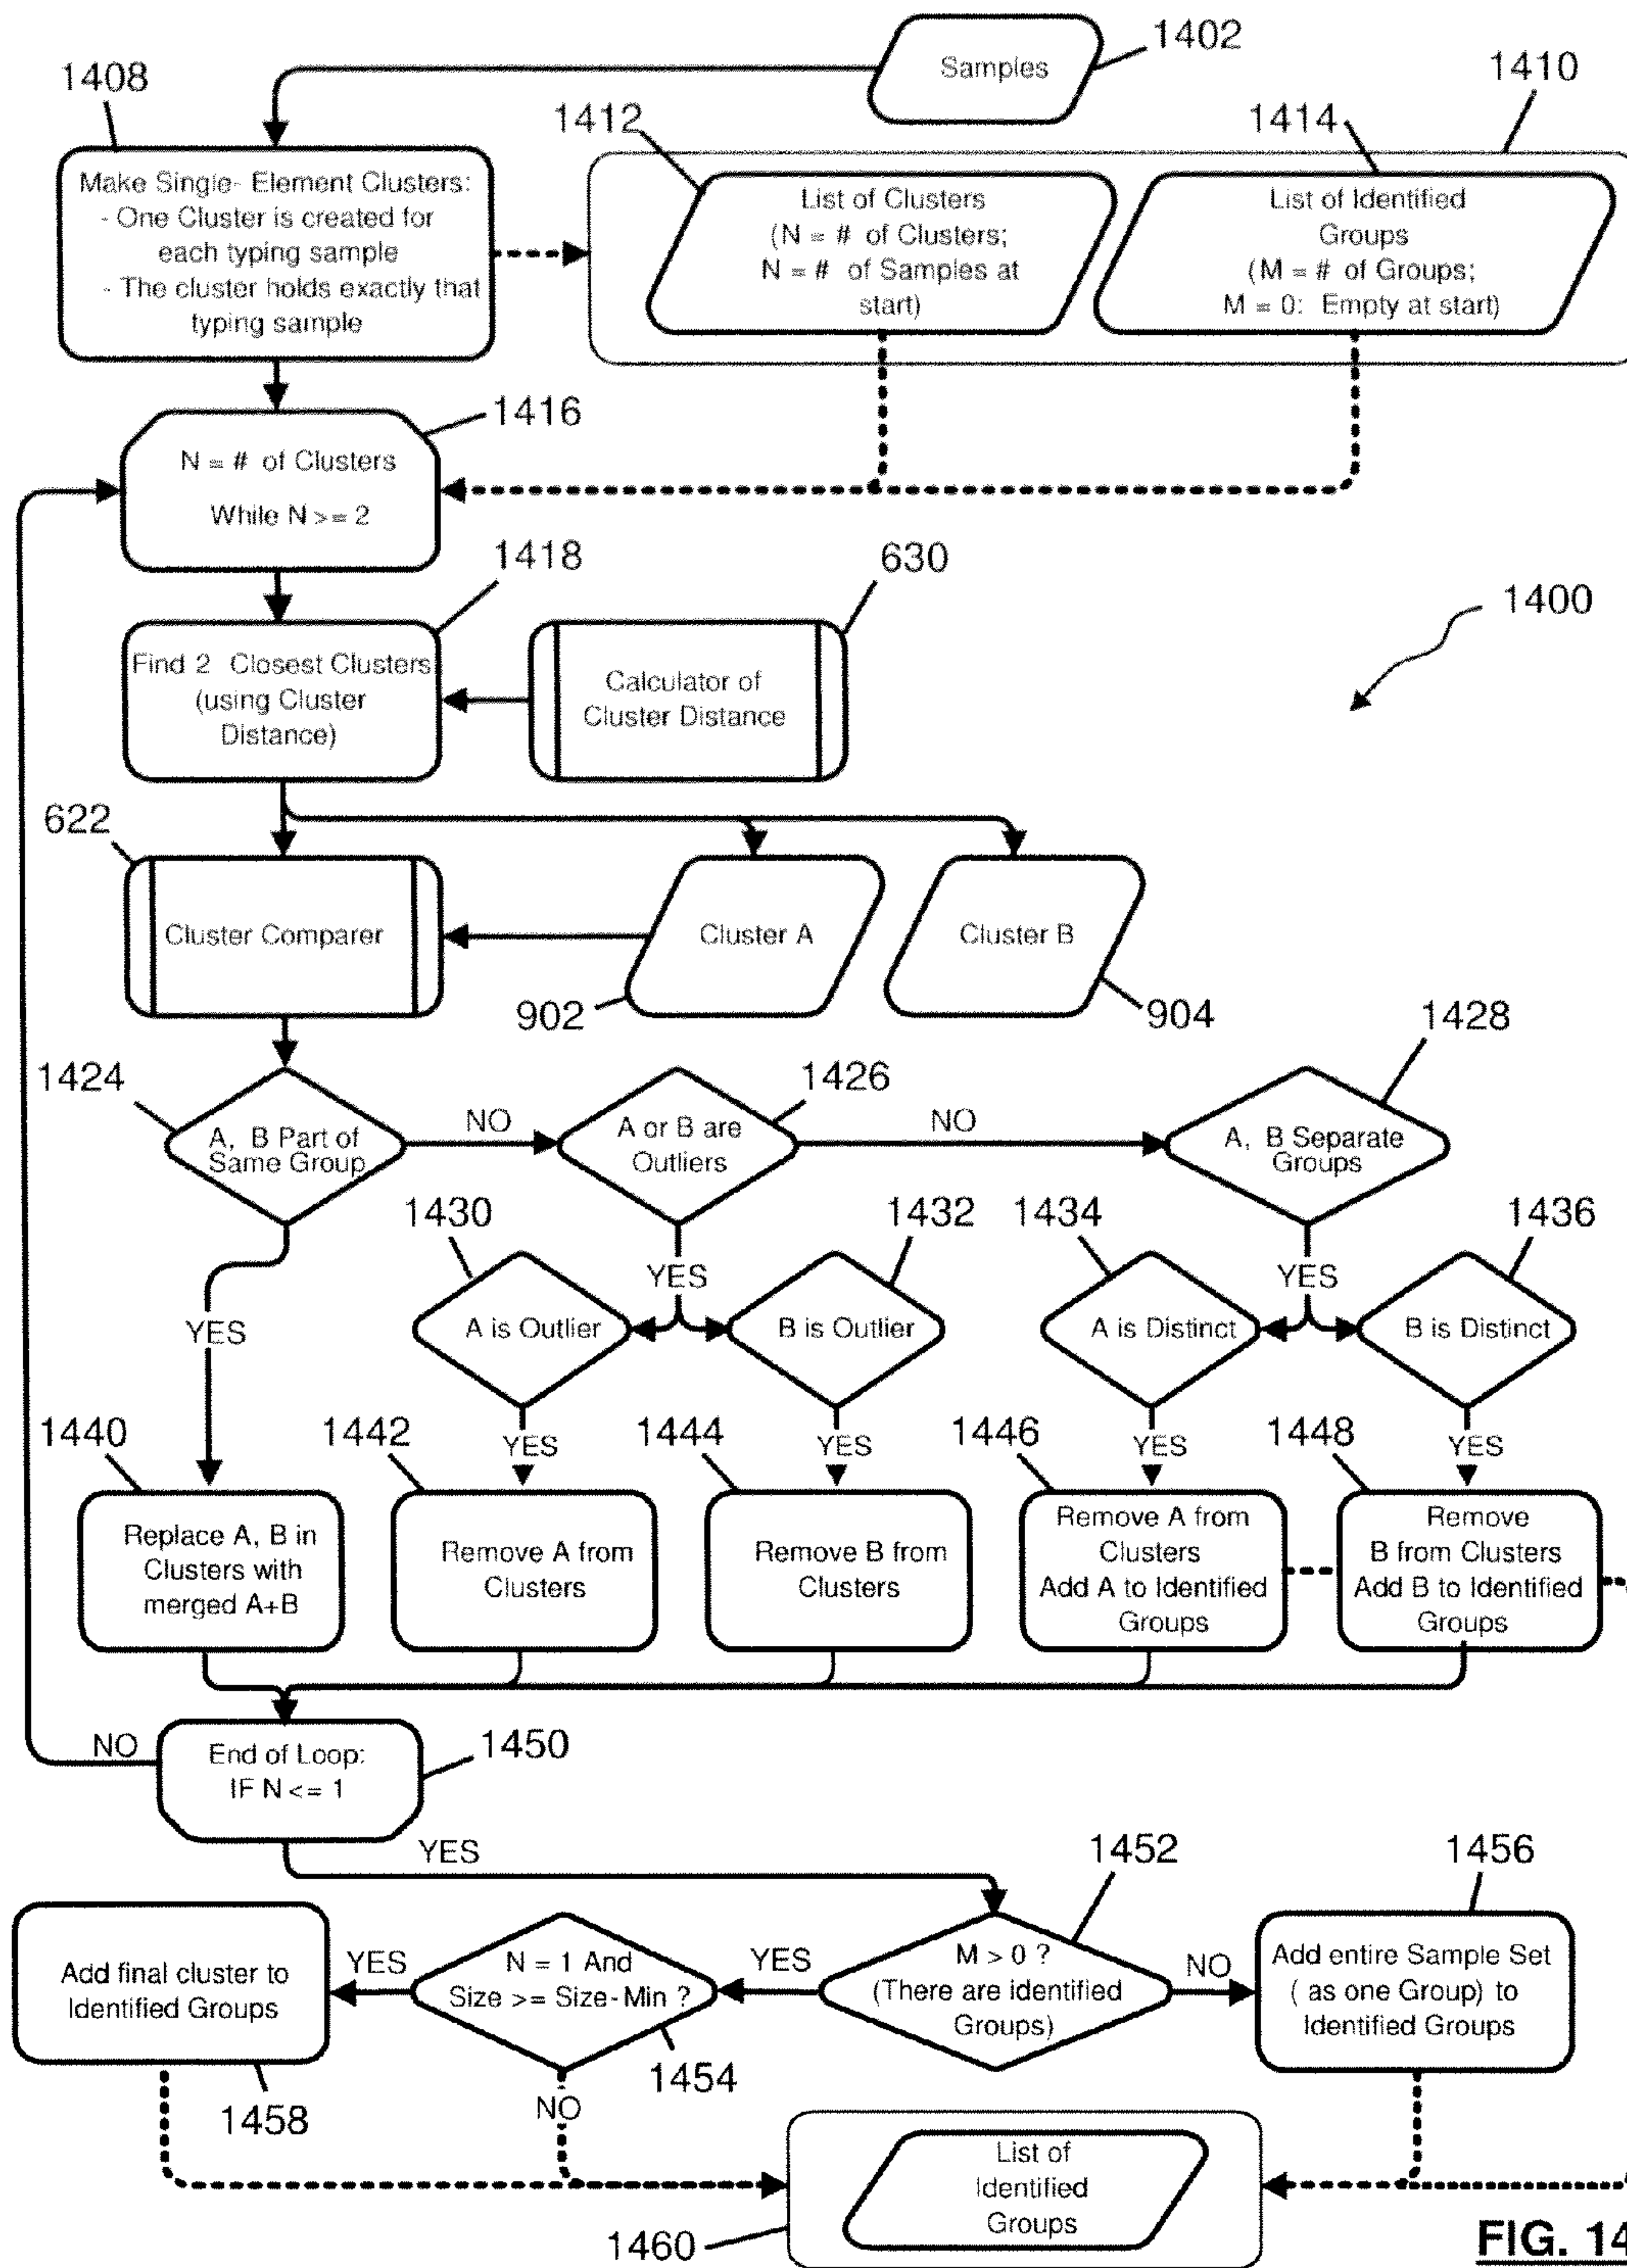 1402
Samples
1408
1410
1412
1414
Make Single- Element Clusters:
- One Cluster is created for
each typing sample
- The cluster holds exactly that
typing sample
List of Clusters
(N = # of Clusters;
N = # of Samples at
start)
List of Identified
Groups
(M = # of Groups;
M = 0: Empty at start)
1416
N = # of Clusters
While N >= 2
1418
630
1400
Find 2 Closest Clusters
(using Cluster
Distance)
Calculator of
Cluster Distance
622
Cluster Comparer
Cluster A
Cluster B
902
904
1424
1426
1428
A, B Part of
Same Group
NO
A or B are
Outliers
NO
A, B Separate
Groups
1430
1432
1434
1436
YES
YES
YES
A is Outlier
B is Outlier
A is Distinct
B is Distinct
1440
1442
1444
1446
1448
YES
YES
YES
YES
Replace A, B in
Clusters with
merged A+B
Remove A from
Clusters
Remove B from
Clusters
Remove A from
Clusters
Add A to Identified
Groups
Remove
B from Clusters
Add B to Identified
Groups
NO
End of Loop:
IF N <= 1
1450
YES
1452
1456
Add final cluster to
Identified Groups
YES
N = 1 And
Size >= Size-Min ?
YES
M > 0 ?
(There are identified
Groups)
NO
Add entire Sample Set
( as one Group) to
Identified Groups
1454
1458
NO
List of
Identified
Groups
1460
FIG. 14